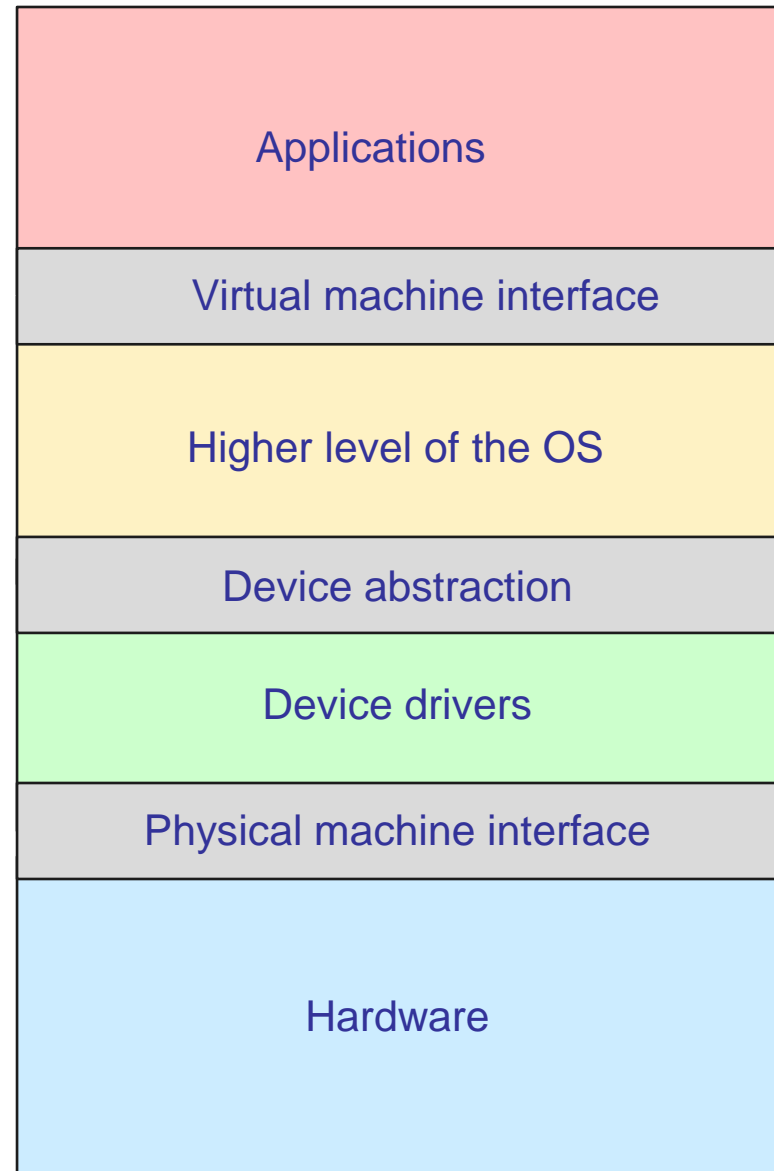 Applications
Virtual machine interface
Higher level of the OS
Device abstraction
Device drivers
Physical machine interface
Hardware